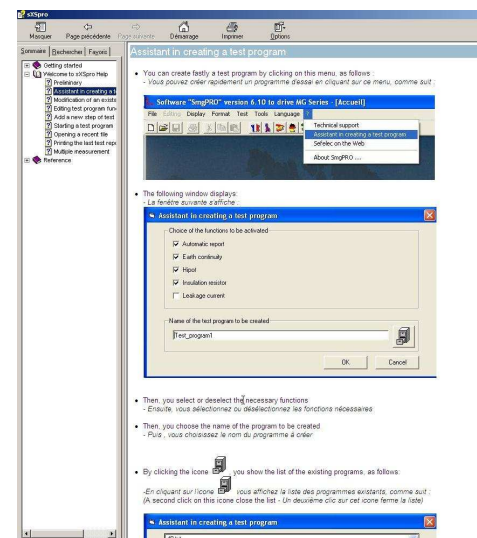 sXSpro
Masquer
Page précédente
Page suivante
Démarrage
Imprimer
Options
Sommaire
Rechercher
Favoris
Getting started
Welcome to sXSpro Help
Preliminary
Assistant in creating a t
Modification of an exists
Editing test program fun
Add a new step of test
Starting a test program
Opening a recent file
Printing the last test rep
Multiple measurement
Reference
Assistant in creating a test program
You can create fastly a test program by clicking on this menu, as follows :
- Vous pouvez créer rapidement un programme d'essai en cliquant sur ce menu, comme suit :
Software "SmgPRO" version 6.10 to drive MG Series - [Accueil]
File Editing Display Format Test Tools Language ?
Technical support
Assistant in creating a test program
Sefelec on the Web
About SmgPRO ....
The following window displays:
- La fenêtre suivante s'affiche :
Assistant in creating a test program
Choice of the functions to be activated
Automatic report
Earth continuity
Hipot
Insulation resistor
Leakage current
Name of the test program to be created
Test_program1
OK
Cancel
Then, you select or deselect the necessary functions
- Ensuite, vous sélectionnez ou désélectionnez les fonctions nécessaires
Then, you choose the name of the program to be created
- Puis , vous choisissez le nom du programme à créer
By clicking the icone , you show the list of the existing programs, as follows:
-En cliquant sur l'icone vous affichez la liste des programmes existants, comme suit :
(A second click on this icone close the list - Un deuxième clic sur cet icone ferme la liste)
Assistant in creating a test program